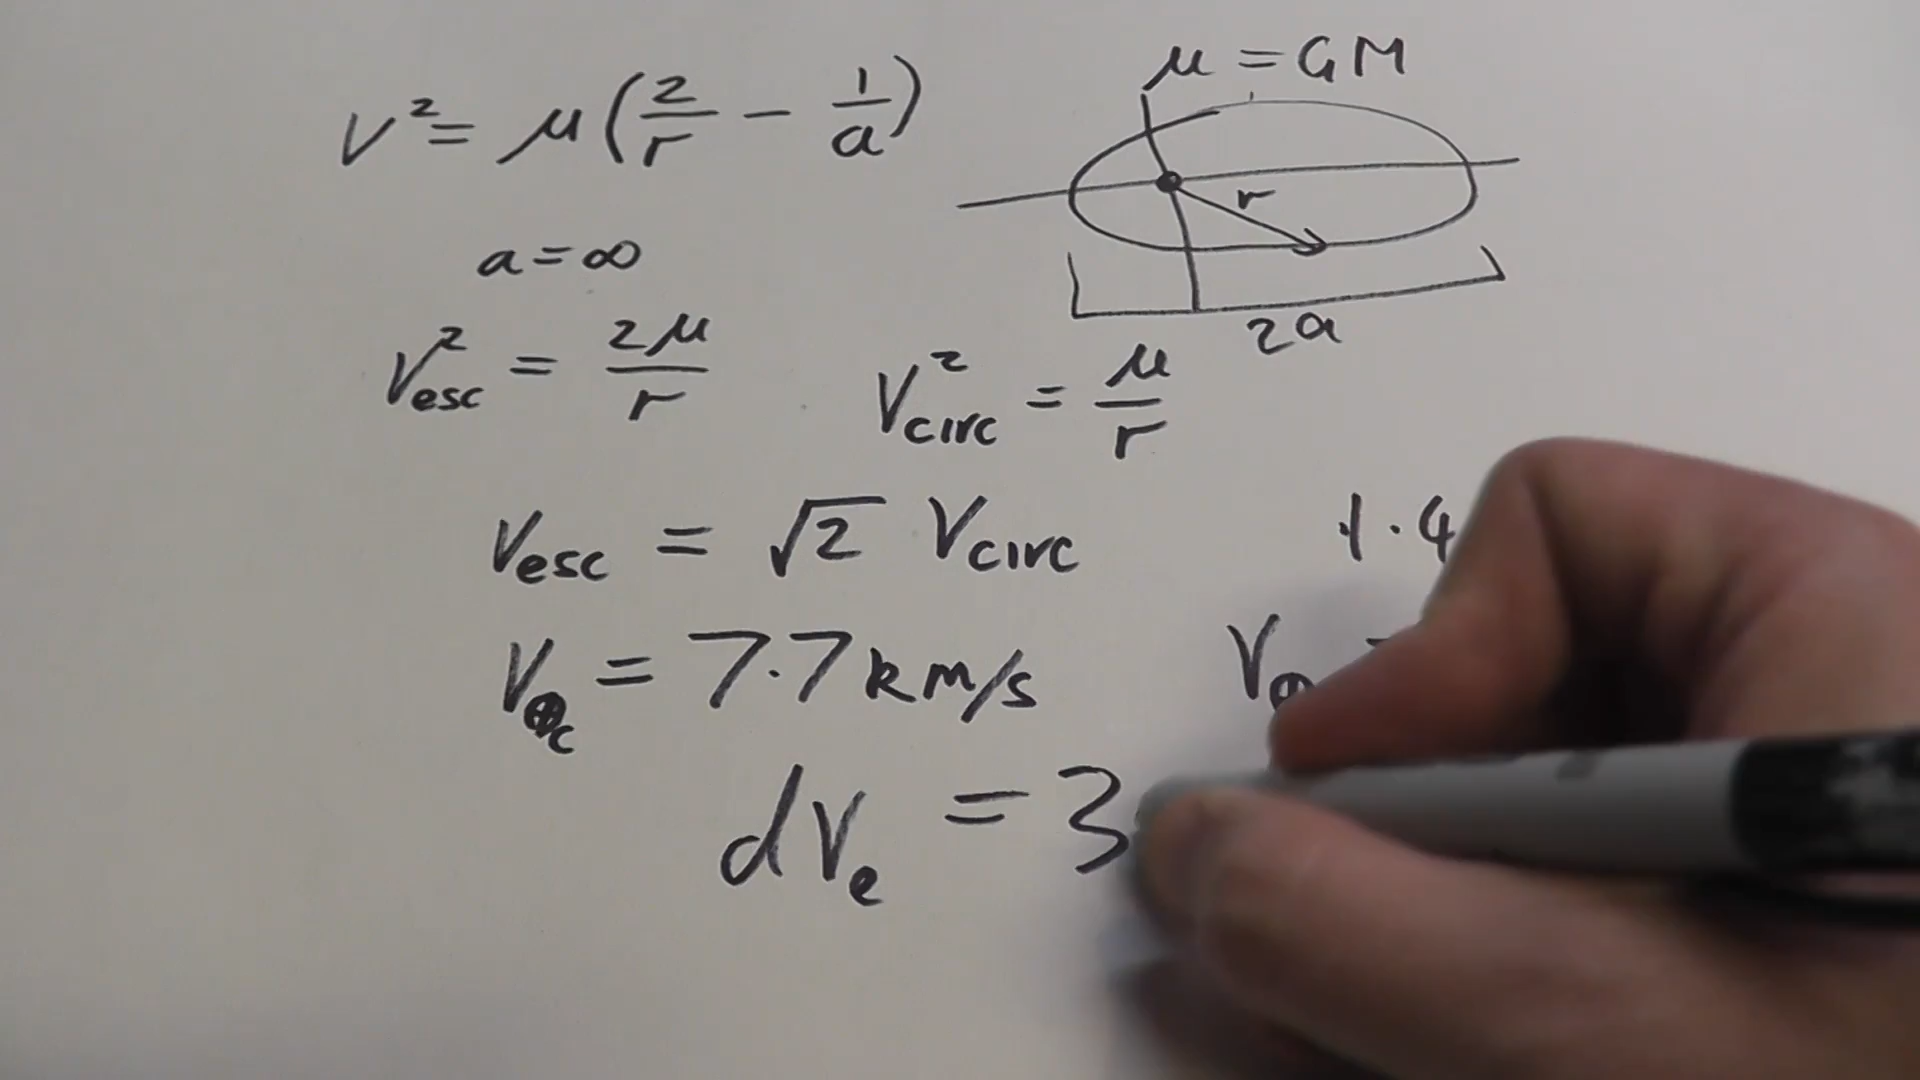 V² = μ(2/r − 1/a)
μ = GM
r
2a
a = ∞
V²esc = 2μ/r
V²circ = μ/r
Vesc = √2 Vcirc
1.4
V⊕c = 7.7 km/s
V⊕
dVe = 3